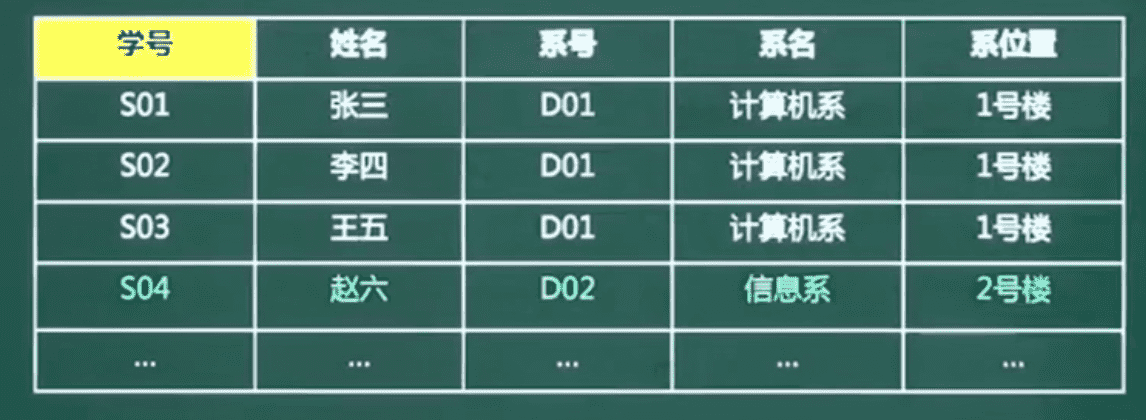 学号 姓名 系号 系名 系位置
S01 张三 D01 计算机系 1号楼
S02 李四 D01 计算机系 1号楼
S03 王五 D01 计算机系 1号楼
S04 赵六 D02 信息系 2号楼
... ... ... ... ...